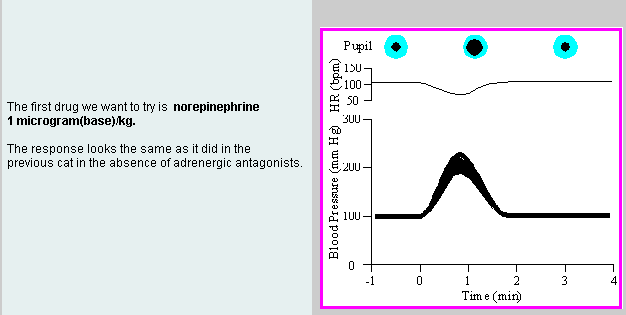 The first drug we want to try is norepinephrine
1 microgram(base)/kg.
The response looks the same as it did in the
previous cat in the absence of adrenergic antagonists.
Pupil
HR (bpm)
150
100
50
Blood Pressure (mm Hg)
300
200
100
0
-1 0 1 2 3 4
Time (min)